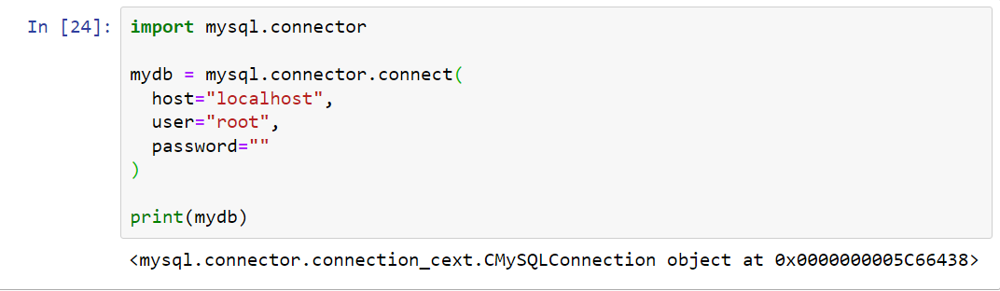 In [24]:
import mysql.connector
mydb = mysql.connector.connect(
  host="localhost",
  user="root",
  password=""
)
print(mydb)
<mysql.connector.connection_cext.CMySQLConnection object at 0x0000000005C66438>